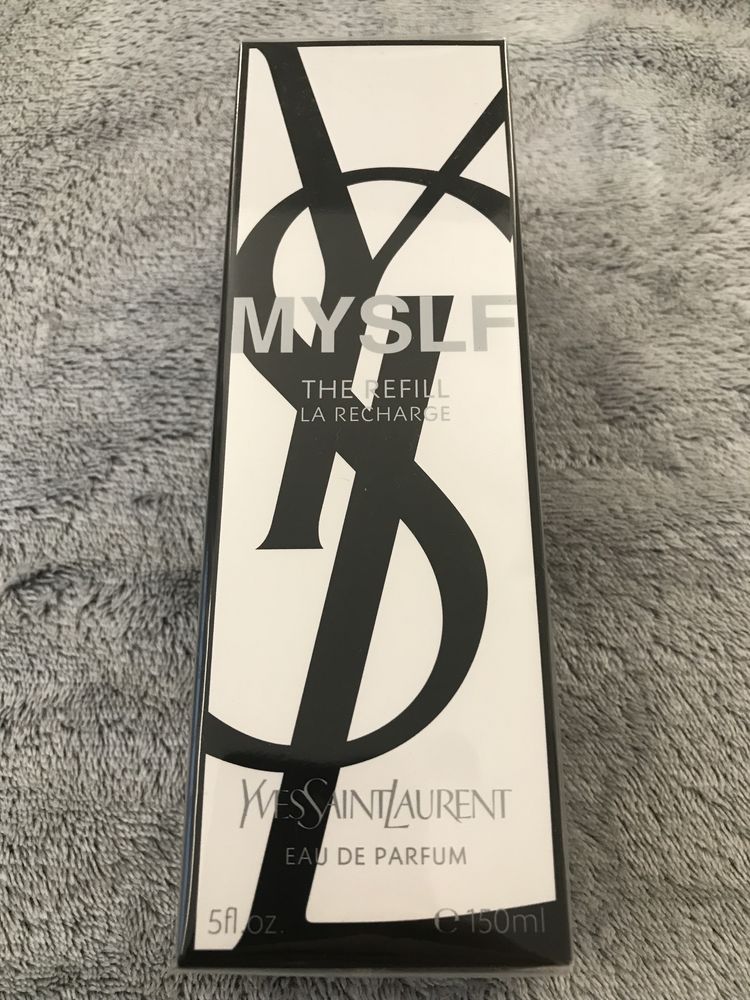 MYSLF
THE REFILL
LA RECHARGE
YVESSAINTLAURENT
EAU DE PARFUM
5fl.oz. e 150ml